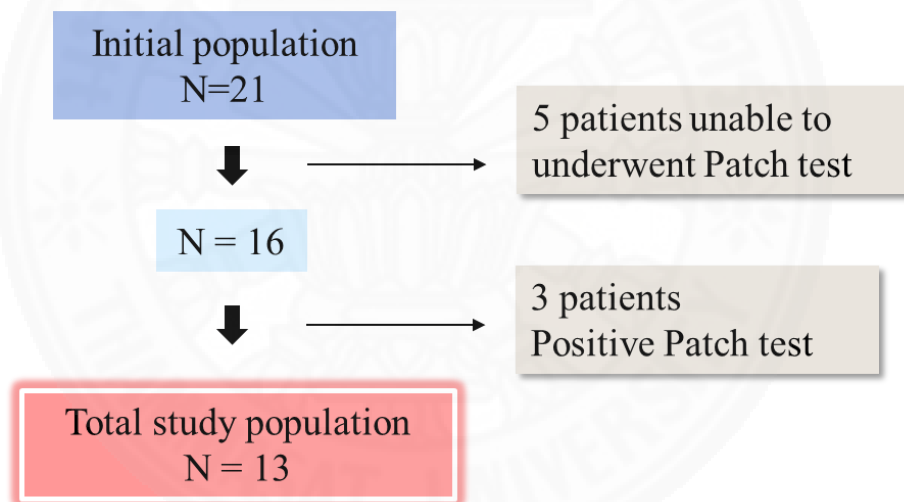 Initial population
N=21
5 patients unable to
underwent Patch test
N = 16
3 patients
Positive Patch test
Total study population
N = 13